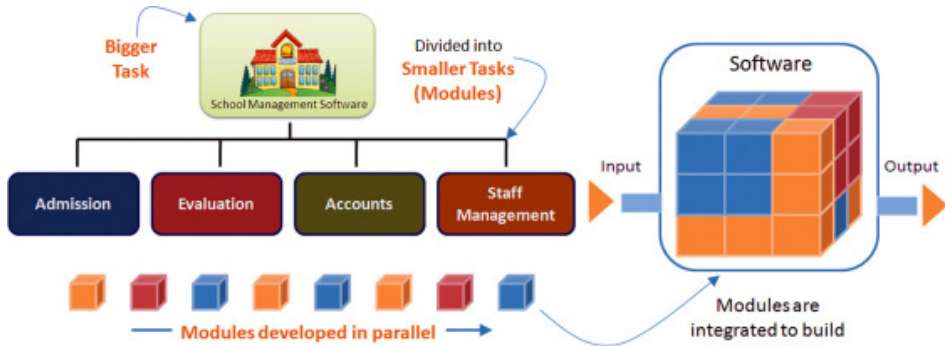 Bigger
Task
School Management Software
Divided into
Smaller Tasks
(Modules)
Admission
Evaluation
Accounts
Staff
Management
Modules developed in parallel
Input
Software
Output
Modules are
integrated to build